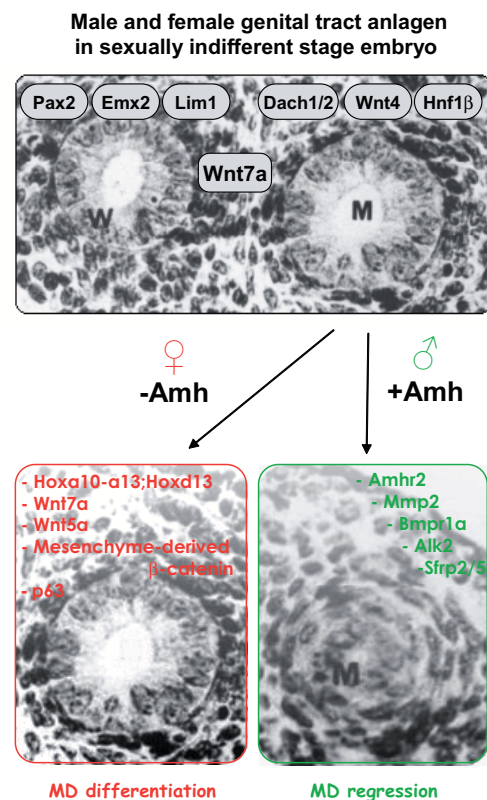 Male and female genital tract anlagen
in sexually indifferent stage embryo
Pax2 Emx2 Lim1 Dach1/2 Wnt4 Hnf1β
Wnt7a
W
M
♀
-Amh
♂
+Amh
- Hoxa10-a13;Hoxd13
- Wnt7a
- Wnt5a
- Mesenchyme-derived
β-catenin
- p63
- Amhr2
- Mmp2
- Bmpr1a
- Alk2
-Sfrp2/5
M
MD differentiation
MD regression